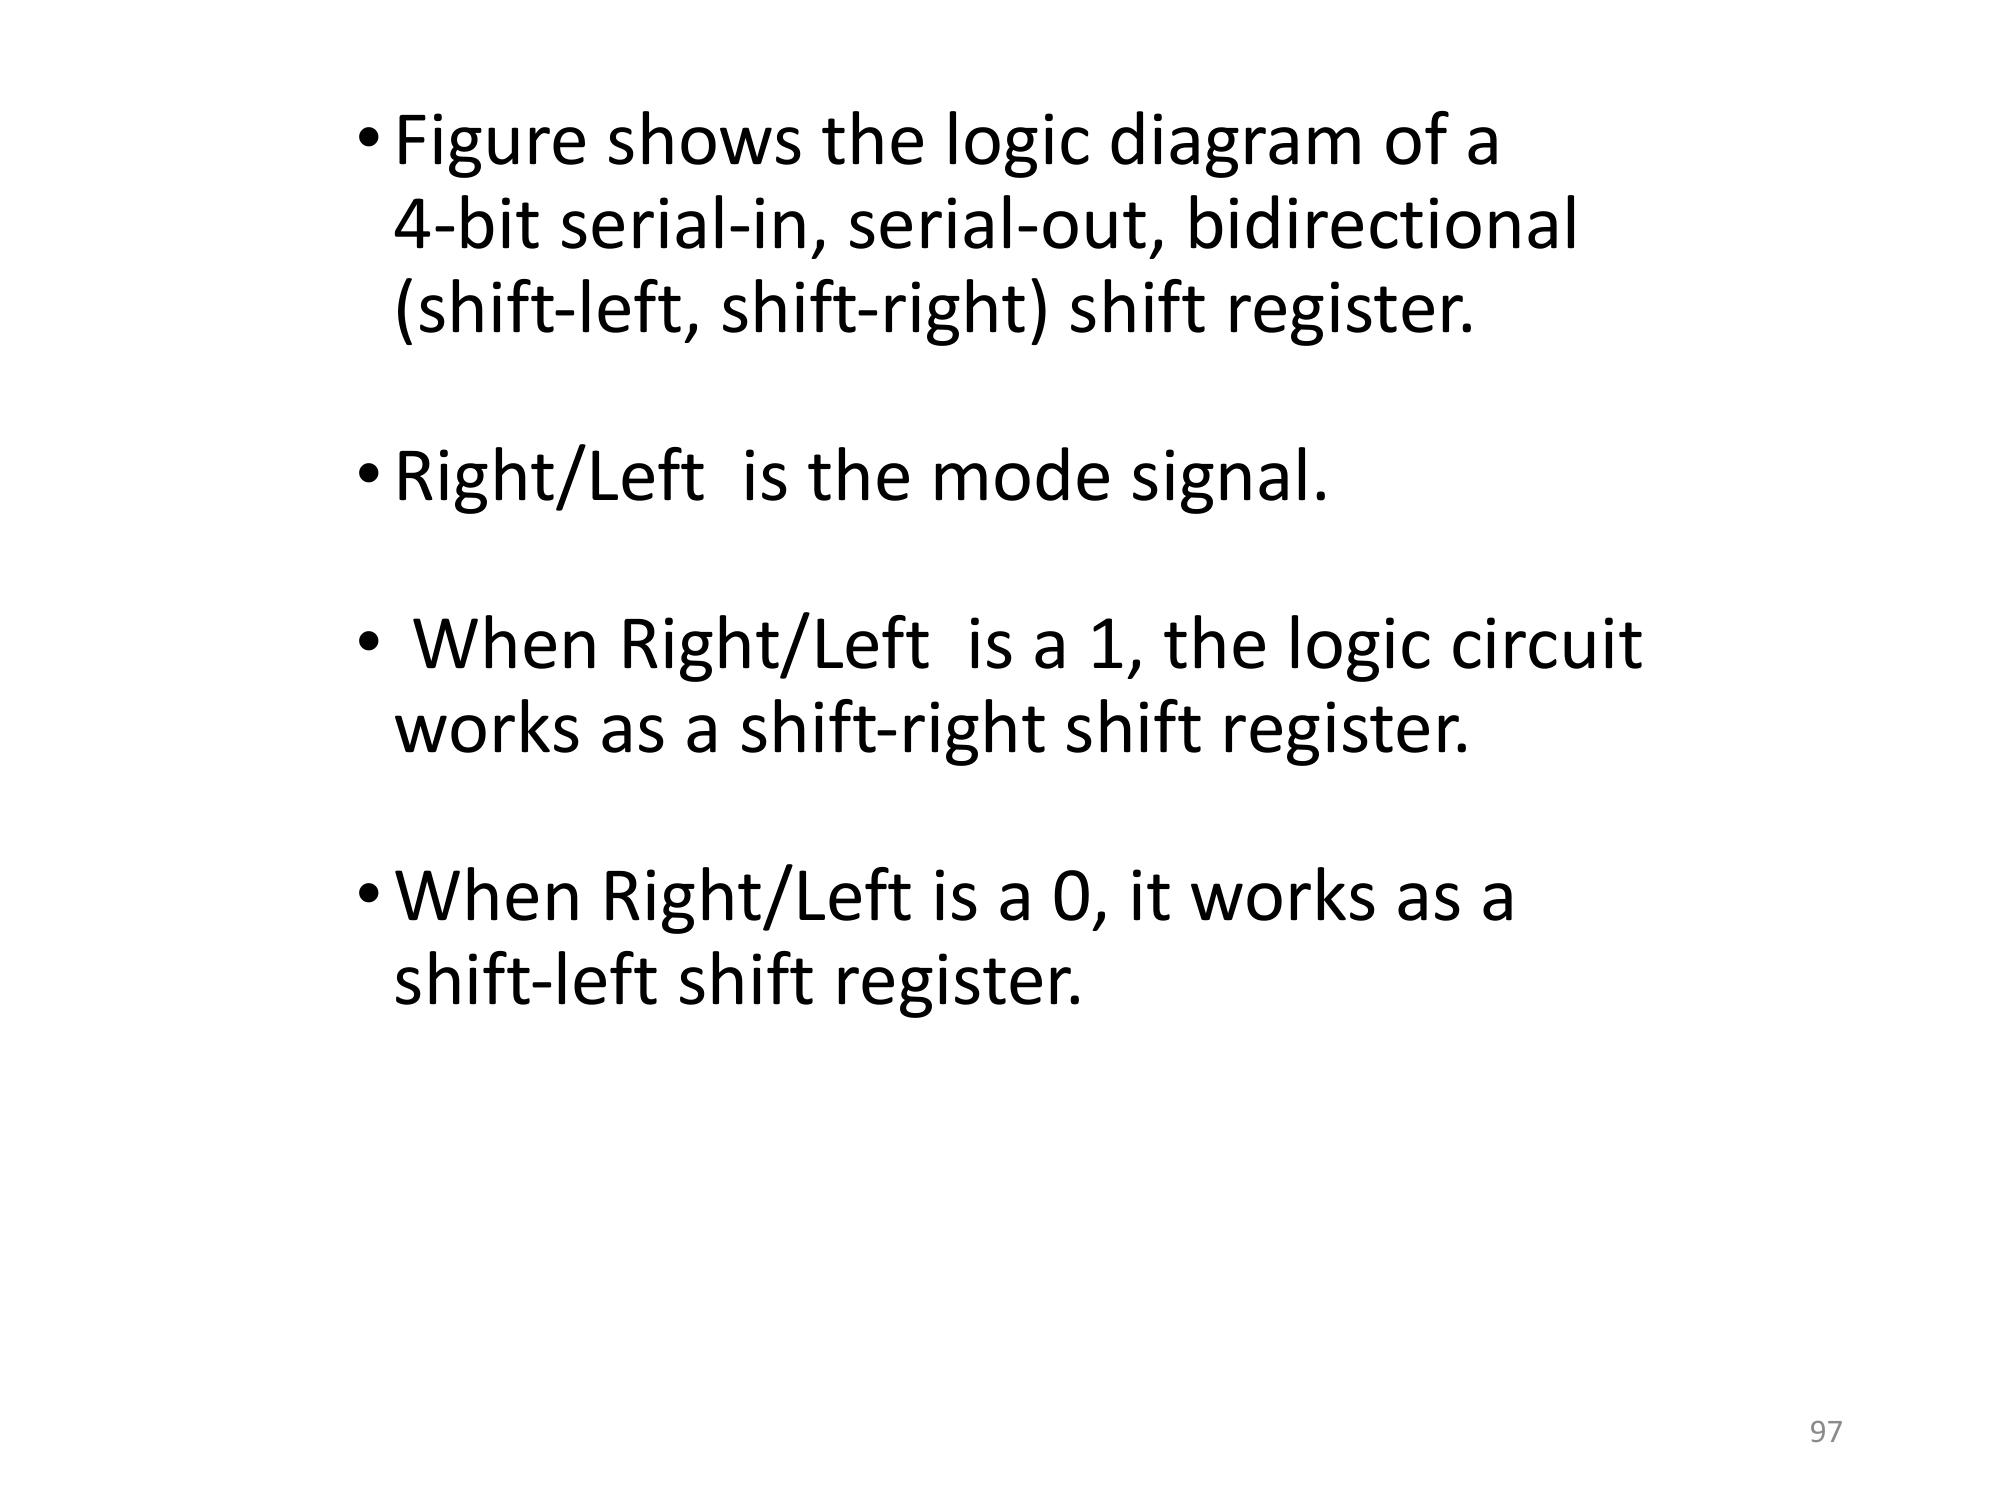 • Figure shows the logic diagram of a
4-bit serial-in, serial-out, bidirectional
(shift-left, shift-right) shift register.
• Right/Left is the mode signal.
• When Right/Left is a 1, the logic circuit
works as a shift-right shift register.
• When Right/Left is a 0, it works as a
shift-left shift register.
97